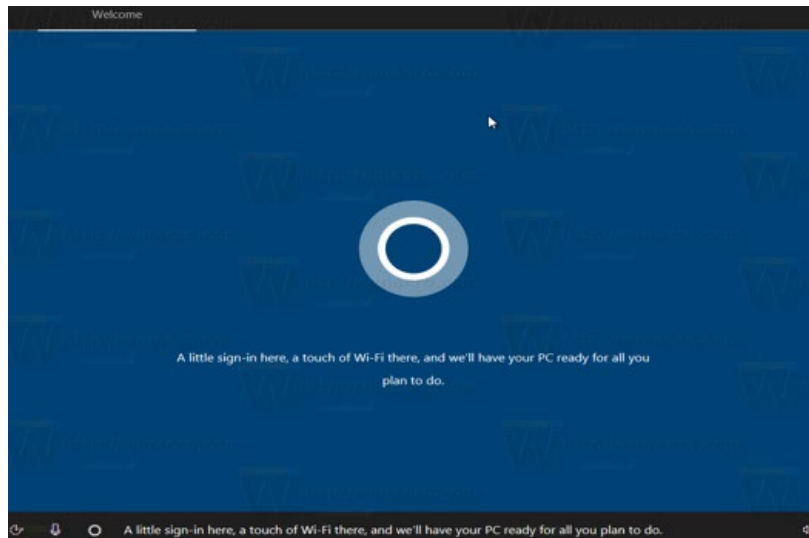 Welcome
A little sign-in here, a touch of Wi-Fi there, and we'll have your PC ready for all you
plan to do.
A little sign-in here, a touch of Wi-Fi there, and we'll have your PC ready for all you plan to do.